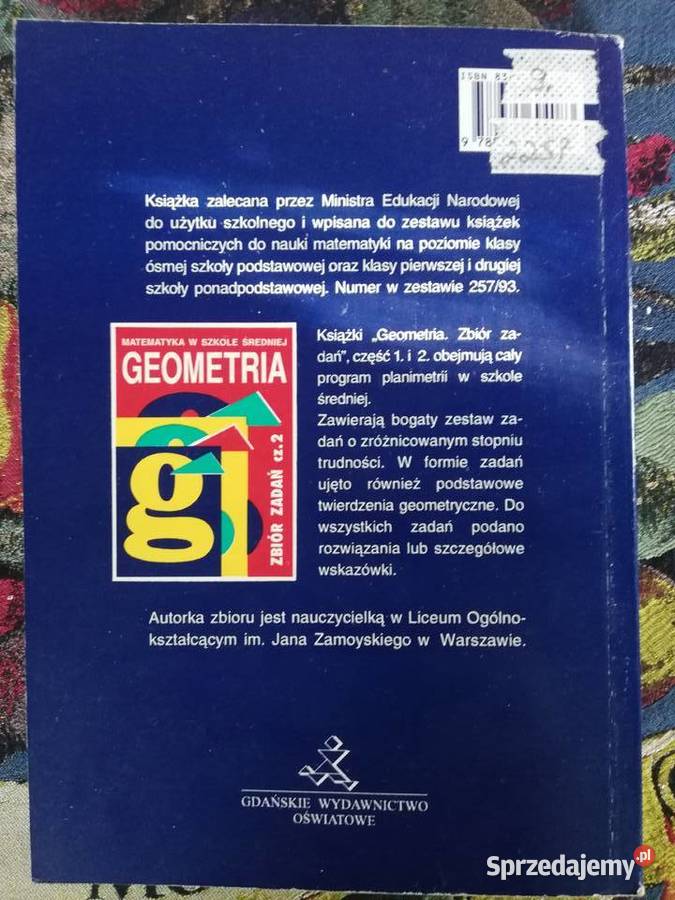 ISBN 83
9.
9 78
225
Książka zalecana przez Ministra Edukacji Narodowej
do użytku szkolnego i wpisana do zestawu książek
pomocniczych do nauki matematyki na poziomie klasy
ósmej szkoły podstawowej oraz klasy pierwszej i drugiej
szkoły ponadpodstawowej. Numer w zestawie 257/93.
MATEMATYKA W SZKOLE ŚREDNIEJ
GEOMETRIA
g
ZBIÓR ZADAŃ cz.2
Książki „Geometria. Zbiór za-
dań”, część 1. i 2. obejmują cały
program planimetrii w szkole
średniej.
Zawierają bogaty zestaw za-
dań o zróżnicowanym stopniu
trudności. W formie zadań
ujęto również podstawowe
twierdzenia geometryczne. Do
wszystkich zadań podano
rozwiązania lub szczegółowe
wskazówki.
Autorka zbioru jest nauczycielką w Liceum Ogólno-
kształcącym im. Jana Zamoyskiego w Warszawie.
GDAŃSKIE WYDAWNICTWO
OŚWIATOWE
Sprzedajemy.pl